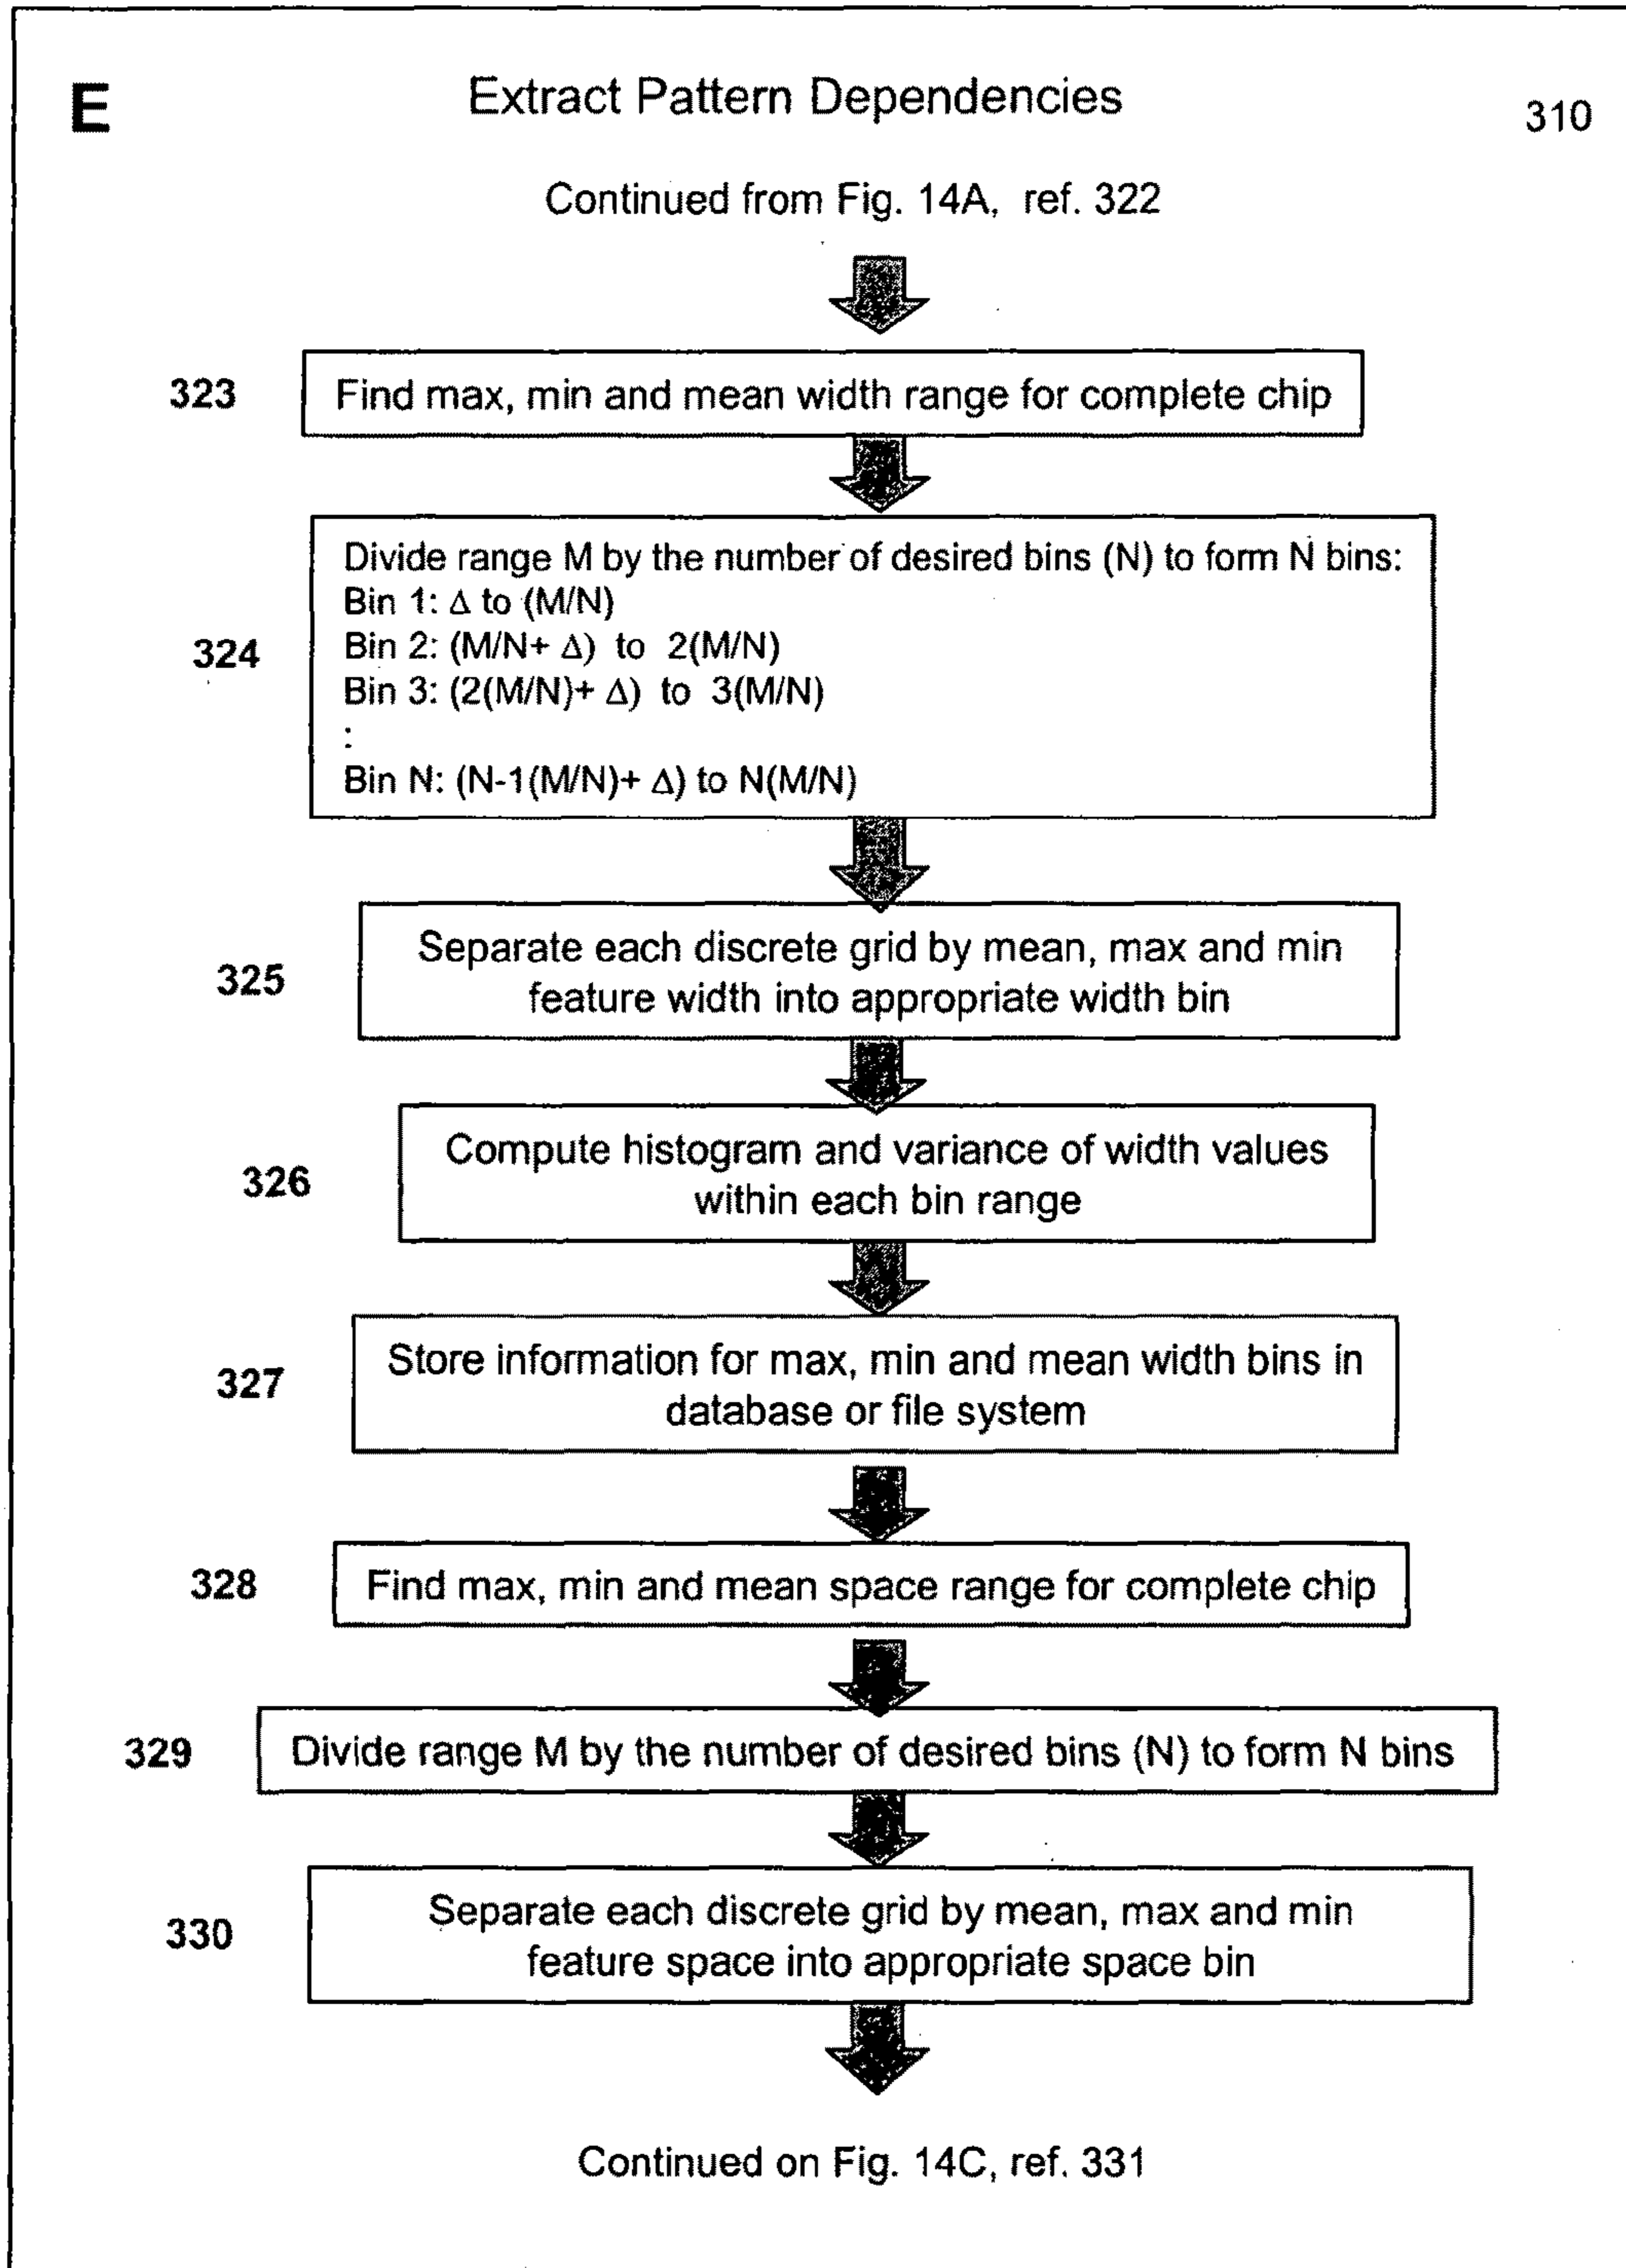 E
Extract Pattern Dependencies
310
Continued from Fig. 14A, ref. 322
323
Find max, min and mean width range for complete chip
324
Divide range M by the number of desired bins (N) to form N bins:
Bin 1: Δ to (M/N)
Bin 2: (M/N+ Δ) to 2(M/N)
Bin 3: (2(M/N)+ Δ) to 3(M/N)
:
Bin N: (N-1(M/N)+ Δ) to N(M/N)
325
Separate each discrete grid by mean, max and min
feature width into appropriate width bin
326
Compute histogram and variance of width values
within each bin range
327
Store information for max, min and mean width bins in
database or file system
328
Find max, min and mean space range for complete chip
329
Divide range M by the number of desired bins (N) to form N bins
330
Separate each discrete grid by mean, max and min
feature space into appropriate space bin
Continued on Fig. 14C, ref. 331